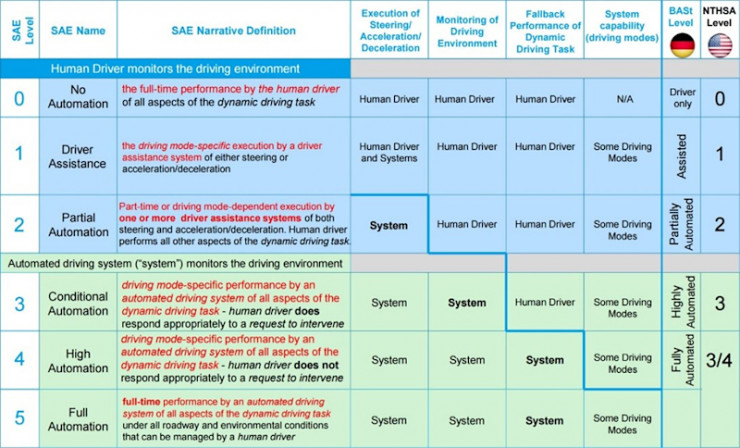 SAE Level
SAE Name
SAE Narrative Definition
Execution of
Steering/
Acceleration/
Deceleration
Monitoring of
Driving
Environment
Fallback
Performance of
Dynamic
Driving Task
System
capability
(driving modes)
BASt
Level
NTHSA
Level
Human Driver monitors the driving environment
0
No
Automation
the full-time performance by the human driver
of all aspects of the dynamic driving task
Human Driver
Human Driver
Human Driver
N/A
Driver
only
0
1
Driver
Assistance
the driving mode-specific execution by a driver
assistance system of either steering or
acceleration/deceleration
Human Driver
and Systems
Human Driver
Human Driver
Some Driving
Modes
Assisted
1
2
Partial
Automation
Part-time or driving mode-dependent execution by
one or more driver assistance systems of both
steering and acceleration/deceleration. Human driver
performs all other aspects of the dynamic driving task.
System
Human Driver
Human Driver
Some Driving
Modes
Partially
Automated
2
Automated driving system (“system”) monitors the driving environment
3
Conditional
Automation
driving mode-specific performance by an
automated driving system of all aspects of the
dynamic driving task - human driver does
respond appropriately to a request to intervene
System
System
Human Driver
Some Driving
Modes
Highly
Automated
3
4
High
Automation
driving mode-specific performance by an
automated driving system of all aspects of the
dynamic driving task - human driver does not
respond appropriately to a request to intervene
System
System
System
Some Driving
Modes
Fully
Automated
3/4
5
Full
Automation
full-time performance by an automated driving
system of all aspects of the dynamic driving task
under all roadway and environmental conditions
that can be managed by a human driver
System
System
System
Some Driving
Modes